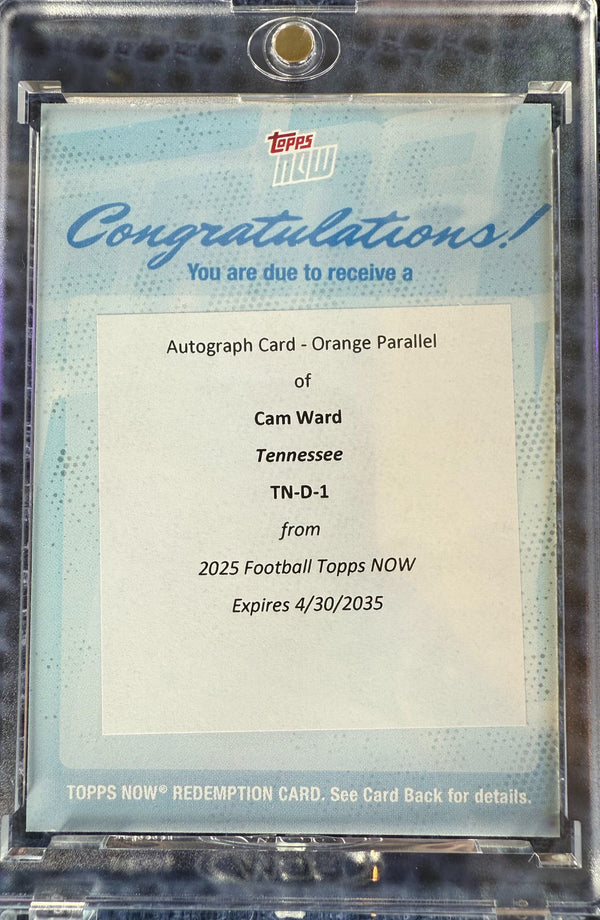 Topps
NOW
Congratulations!
You are due to receive a
Autograph Card - Orange Parallel
of
Cam Ward
Tennessee
TN-D-1
from
2025 Football Topps NOW
Expires 4/30/2035
TOPPS NOW® REDEMPTION CARD. See Card Back for details.